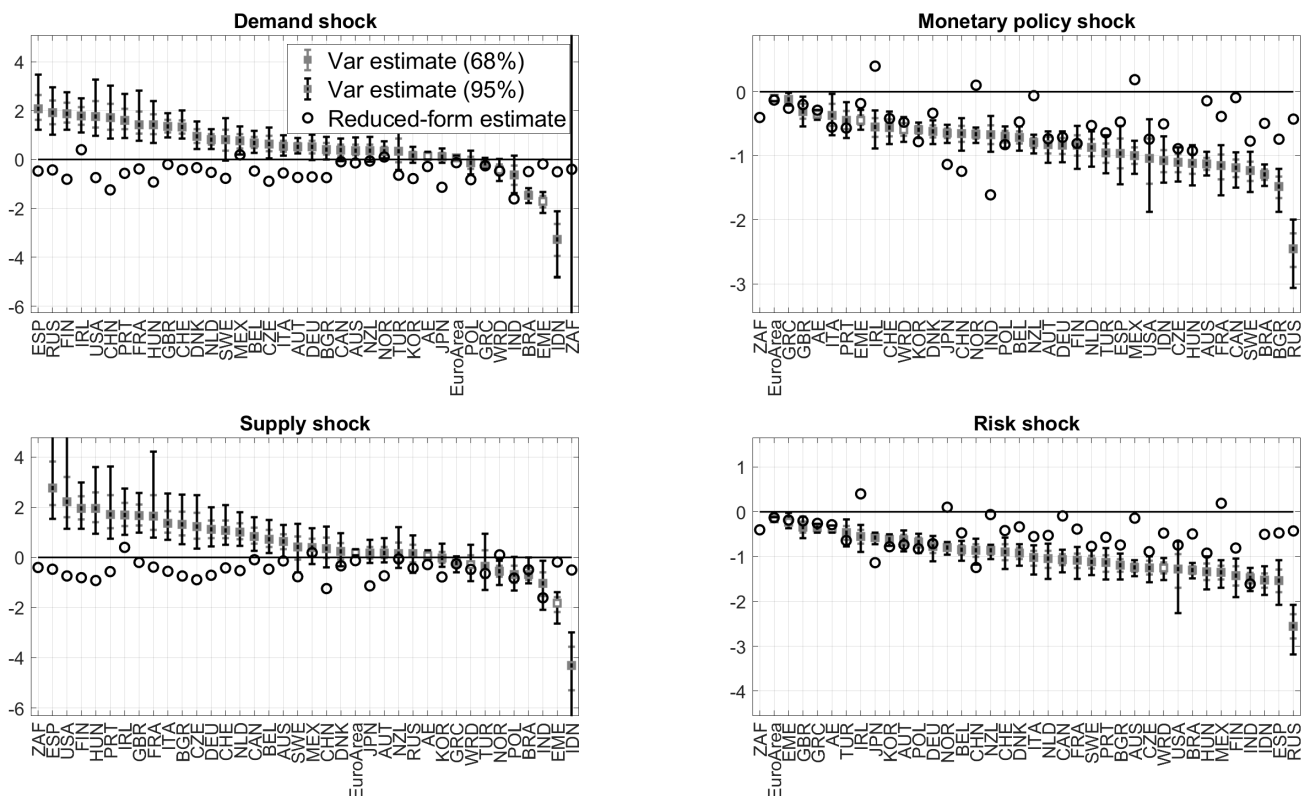 Demand shock
4
2
0
-2
-4
-6
Var estimate (68%)
Var estimate (95%)
Reduced-form estimate
ESP
RUS
FIN
IRL
USA
CHN
PRT
FRA
HUN
GBR
CHE
DNK
NLD
SWE
MEX
BEL
CZE
ITA
AUT
DEU
BGR
CAN
AUS
NZL
NOR
TUR
KOR
AE
JPN
EuroArea
POL
GRC
WRD
IND
BRA
EME
IDN
ZAF
Monetary policy shock
0
-1
-2
-3
ZAF
EuroArea
GRC
GBR
AE
ITA
PRT
EME
IRL
CHE
WRD
KOR
DNK
JPN
CHN
NOR
IND
POL
BEL
NZL
AUT
DEU
FIN
NLD
TUR
ESP
MEX
USA
IDN
CZE
HUN
AUS
FRA
CAN
SWE
BRA
BGR
RUS
Supply shock
4
2
0
-2
-4
-6
ZAF
ESP
USA
FIN
HUN
PRT
IRL
GBR
FRA
ITA
BGR
CZE
DEU
CHE
NLD
CAN
BEL
AUS
SWE
MEX
CHN
DNK
EuroArea
JPN
AUT
NZL
RUS
AE
KOR
GRC
WRD
TUR
NOR
POL
BRA
IND
EME
IDN
Risk shock
1
0
-1
-2
-3
-4
ZAF
EuroArea
EME
GBR
GRC
AE
TUR
IRL
JPN
KOR
AUT
POL
DEU
NOR
BEL
CHN
NZL
CHE
DNK
ITA
NLD
CAN
FRA
SWE
PRT
BGR
AUS
CZE
WRD
USA
BRA
HUN
MEX
FIN
IND
IDN
ESP
RUS